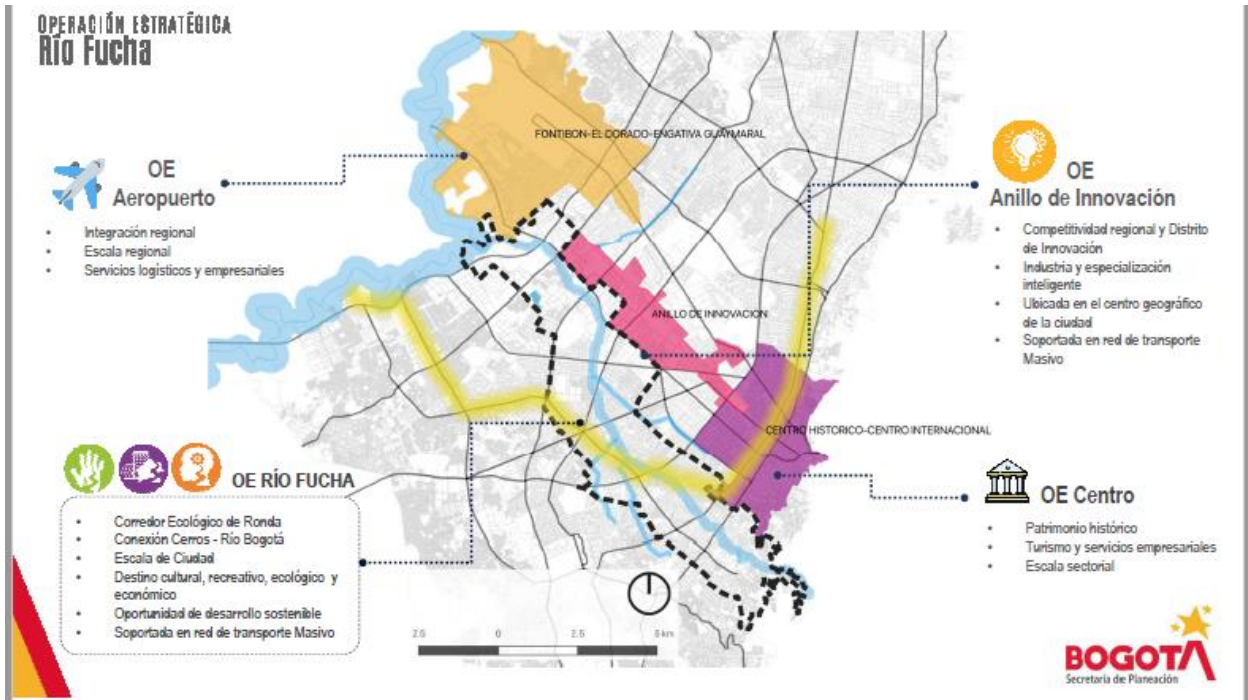 OPERACIÓN ESTRATÉGICA
Río Fucha
FONTIBON-EL DORADO-ENGATIVA GUAYMARAL
OE
Aeropuerto
• Integración regional
• Escala regional
• Servicios logísticos y empresariales
OE
Anillo de Innovación
• Competitividad regional y Distrito
de Innovación
• Industria y especialización
inteligente
• Ubicada en el centro geográfico
de la ciudad
• Soportada en red de transporte
Masivo
ANILLO DE INNOVACION
CENTRO HISTORICO-CENTRO INTERNACIONAL
OE RÍO FUCHA
• Corredor Ecológico de Ronda
• Conexión Cerros - Río Bogotá
• Escala de Ciudad
• Destino cultural, recreativo, ecológico y
económico
• Oportunidad de desarrollo sostenible
• Soportada en red de transporte Masivo
OE Centro
• Patrimonio histórico
• Turismo y servicios empresariales
• Escala sectorial
2.5 0 2.5 5 km
BOGOTÁ
Secretaría de Planeación